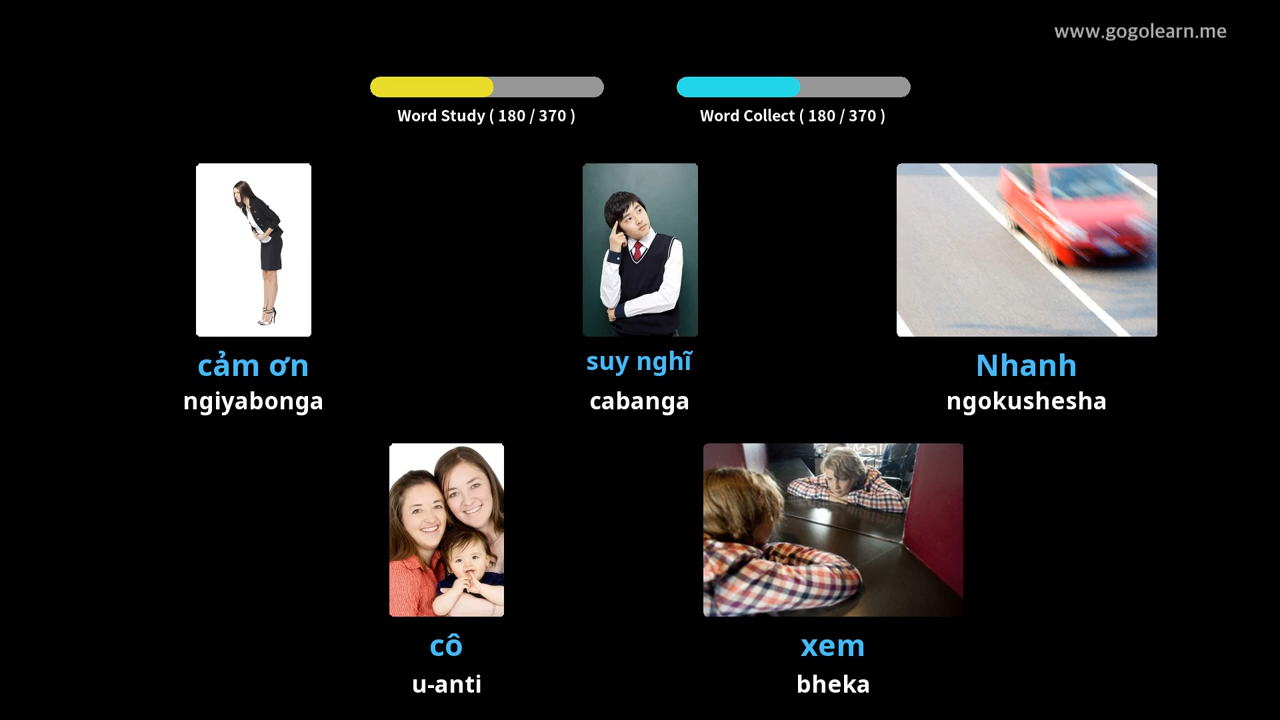 www.gogolearn.me
Word Study ( 180 / 370 )
Word Collect ( 180 / 370 )
cảm ơn
ngiyabonga
suy nghĩ
cabanga
Nhanh
ngokushesha
cô
u-anti
xem
bheka